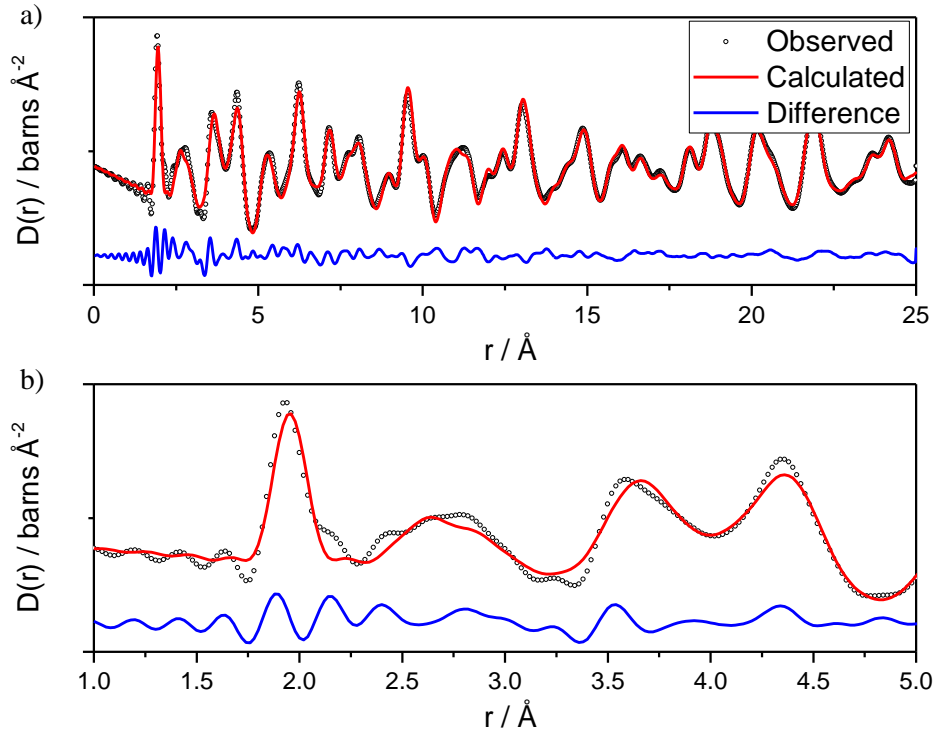 a)
Observed
Calculated
Difference
D(r) / barns Å-2
0 5 10 15 20 25
r / Å
b)
D(r) / barns Å-2
1.0 1.5 2.0 2.5 3.0 3.5 4.0 4.5 5.0
r / Å